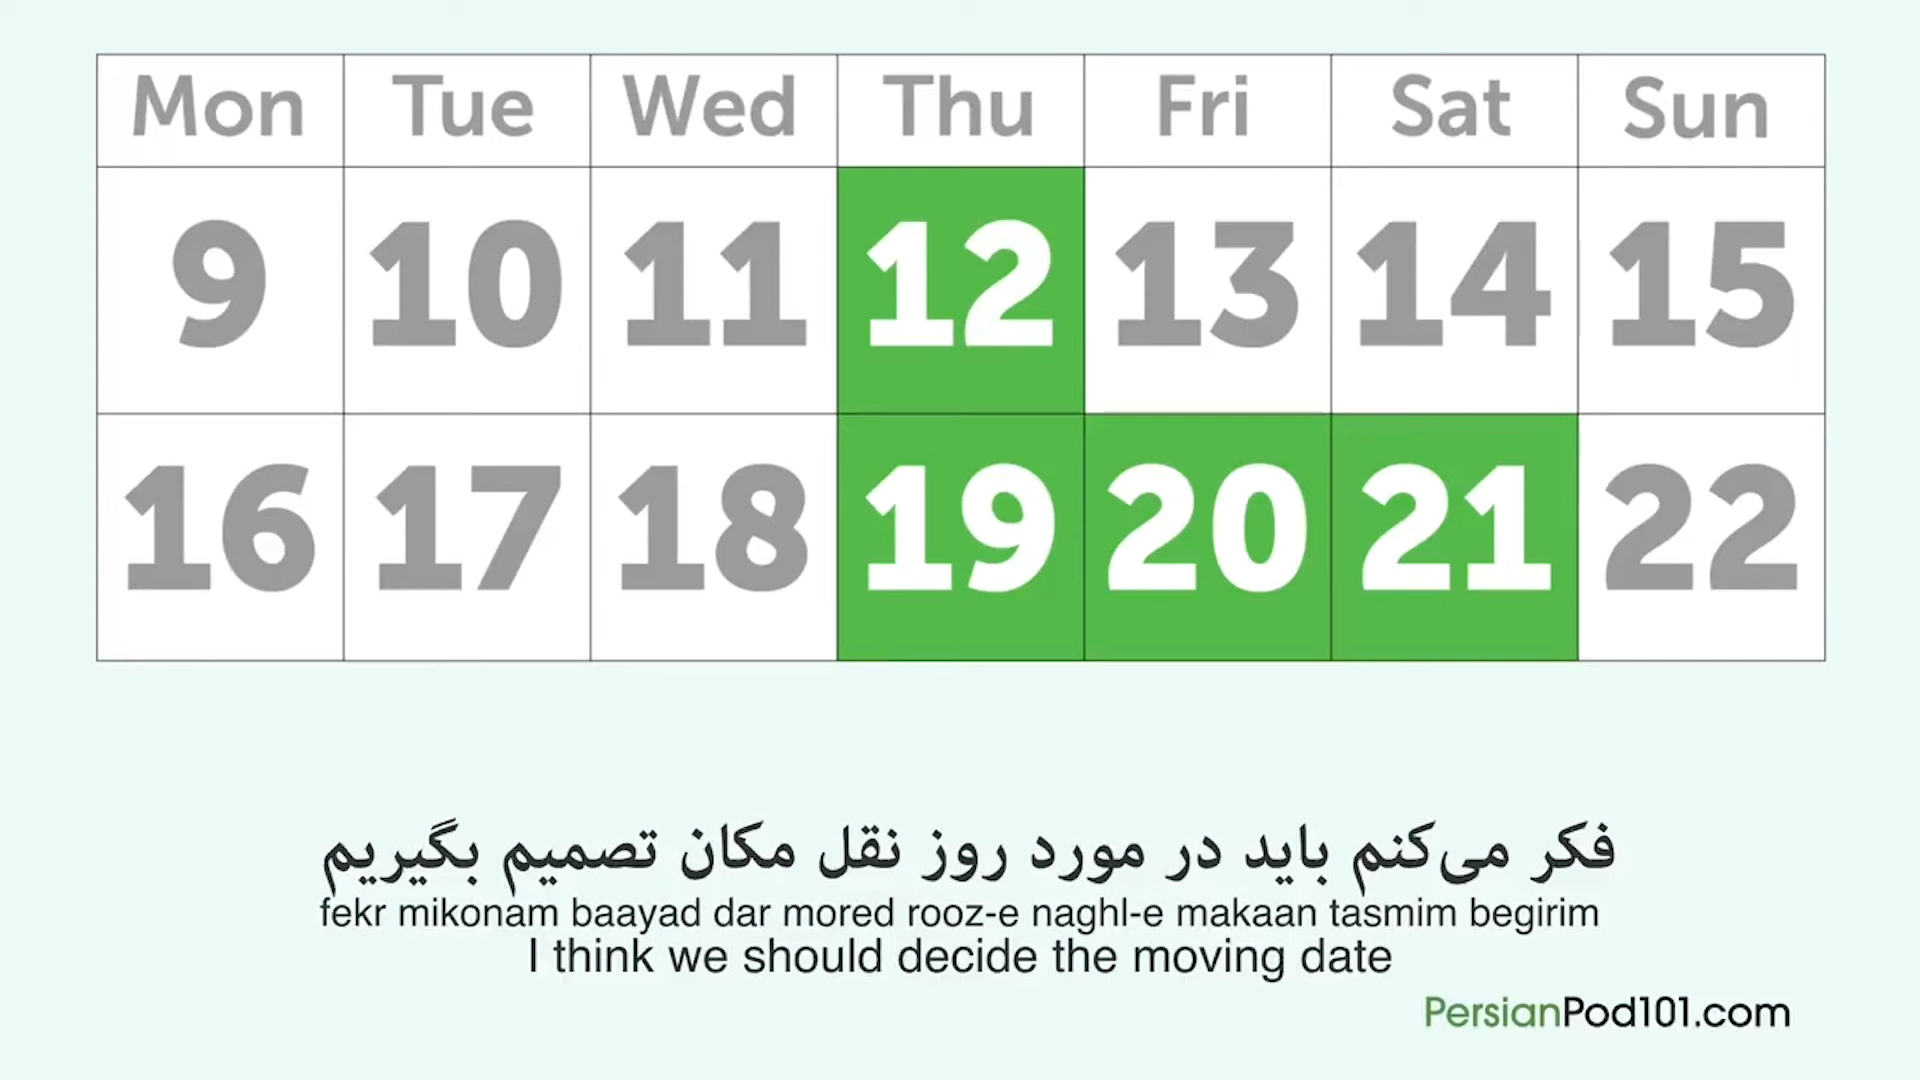 Mon Tue Wed Thu Fri Sat Sun
9 10 11 12 13 14 15
16 17 18 19 20 21 22
فکر می‌کنم باید در مورد روز نقل مکان تصمیم بگیریم
fekr mikonam baayad dar mored rooz-e naghl-e makaan tasmim begirim
I think we should decide the moving date
PersianPod101.com